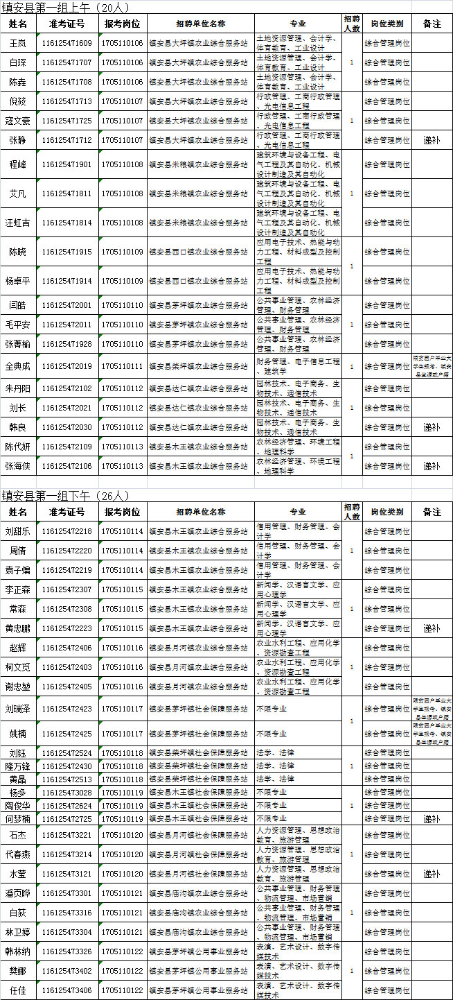 镇安县第一组上午（20人）
姓名 准考证号 报考岗位 招聘单位名称 专业 招聘人数 岗位类别 备注
王岚 116125471609 1705110106 镇安县大坪镇农业综合服务站 土地资源管理、会计学、体育教育、工业设计 1 综合管理岗位
白琛 116125471707 1705110106 镇安县大坪镇农业综合服务站 土地资源管理、会计学、体育教育、工业设计 综合管理岗位
陈垚 116125471708 1705110106 镇安县大坪镇农业综合服务站 土地资源管理、会计学、体育教育、工业设计 综合管理岗位
倪筱 116125471713 1705110107 镇安县大坪镇农业综合服务站 行政管理、工商行政管理、光电信息工程 1 综合管理岗位
寇文豪 116125471725 1705110107 镇安县大坪镇农业综合服务站 行政管理、工商行政管理、光电信息工程 综合管理岗位
张静 116125471712 1705110107 镇安县大坪镇农业综合服务站 行政管理、工商行政管理、光电信息工程 综合管理岗位 递补
程峰 116125471901 1705110108 镇安县米粮镇农业综合服务站 建筑环境与设备工程、电气工程及其自动化、机械设计制造及其自动化 1 综合管理岗位
艾凡 116125471811 1705110108 镇安县米粮镇农业综合服务站 建筑环境与设备工程、电气工程及其自动化、机械设计制造及其自动化 综合管理岗位
汪虹吉 116125471814 1705110108 镇安县米粮镇农业综合服务站 建筑环境与设备工程、电气工程及其自动化、机械设计制造及其自动化 综合管理岗位
陈晓 116125471915 1705110109 镇安县西口镇农业综合服务站 应用电子技术、热能与动力工程、材料成型及控制工程 1 综合管理岗位
杨卓平 116125471914 1705110109 镇安县西口镇农业综合服务站 应用电子技术、热能与动力工程、材料成型及控制工程 综合管理岗位
闫皓 116125472001 1705110110 镇安县茅坪镇农业综合服务站 公共事业管理、农林经济管理、财务管理 1 综合管理岗位
毛平安 116125472011 1705110110 镇安县茅坪镇农业综合服务站 公共事业管理、农林经济管理、财务管理 综合管理岗位
张菁榆 116125471928 1705110110 镇安县茅坪镇农业综合服务站 公共事业管理、农林经济管理、财务管理 综合管理岗位
全典成 116125472019 1705110111 镇安县柴坪镇农业综合服务站 财务管理、电子信息工程、建筑学 1 综合管理岗位 限贫困户毕业大学生报考、镇安县生源或户籍
朱丹阳 116125472102 1705110112 镇安县达仁镇农业综合服务站 园林技术、电子商务、生物技术、通信技术 1 综合管理岗位
刘长 116125472021 1705110112 镇安县达仁镇农业综合服务站 园林技术、电子商务、生物技术、通信技术 综合管理岗位
韩良 116125472030 1705110112 镇安县达仁镇农业综合服务站 园林技术、电子商务、生物技术、通信技术 综合管理岗位 递补
陈代妍 116125472109 1705110113 镇安县木王镇农业综合服务站 农林经济管理、环境工程、地理科学 1 综合管理岗位
张海侠 116125472106 1705110113 镇安县木王镇农业综合服务站 农林经济管理、环境工程、地理科学 综合管理岗位 递补
镇安县第一组下午（26人）
姓名 准考证号 报考岗位 招聘单位名称 专业 招聘人数 岗位类别 备注
刘甜乐 116125472218 1705110114 镇安县木王镇农业综合服务站 信用管理、财务管理、会计学 1 综合管理岗位
周倩 116125472220 1705110114 镇安县木王镇农业综合服务站 信用管理、财务管理、会计学 综合管理岗位
袁子 116125472219 1705110114 镇安县木王镇农业综合服务站 信用管理、财务管理、会计学 综合管理岗位
李正森 116125472307 1705110115 镇安县木王镇农业综合服务站 新闻学、汉语言文学、应用心理学 1 综合管理岗位
常森 116125472308 1705110115 镇安县木王镇农业综合服务站 新闻学、汉语言文学、应用心理学 综合管理岗位
黄忠鹏 116125472223 1705110115 镇安县木王镇农业综合服务站 新闻学、汉语言文学、应用心理学 综合管理岗位 递补
赵辉 116125472406 1705110116 镇安县月河镇农业综合服务站 农业水利工程、应用化学、资源勘查工程 1 综合管理岗位
柯文觅 116125472403 1705110116 镇安县月河镇农业综合服务站 农业水利工程、应用化学、资源勘查工程 综合管理岗位
谢忠堃 116125472405 1705110116 镇安县月河镇农业综合服务站 农业水利工程、应用化学、资源勘查工程 综合管理岗位
刘瑞泽 116125472423 1705110117 镇安县茅坪镇社会保障服务站 不限专业 1 综合管理岗位 限贫困户毕业大学生报考、镇安县生源或户籍
姚楠 116125472425 1705110117 镇安县茅坪镇社会保障服务站 不限专业 综合管理岗位 限贫困户毕业大学生报考、镇安县生源或户籍
刘钰 116125472524 1705110118 镇安县柴坪镇社会保障服务站 法学、法律 1 综合管理岗位
隆万锋 116125472430 1705110118 镇安县柴坪镇社会保障服务站 法学、法律 综合管理岗位
黄晶 116125472513 1705110118 镇安县柴坪镇社会保障服务站 法学、法律 综合管理岗位
杨多 116125473028 1705110119 镇安县木王镇社会保障服务站 不限专业 1 综合管理岗位
陶俊华 116125472624 1705110119 镇安县木王镇社会保障服务站 不限专业 综合管理岗位
何梦楠 116125472725 1705110119 镇安县木王镇社会保障服务站 不限专业 综合管理岗位 递补
石杰 116125473221 1705110120 镇安县月河镇社会保障服务站 人力资源管理、思想政治教育、旅游管理 1 综合管理岗位
代春燕 116125473214 1705110120 镇安县月河镇社会保障服务站 人力资源管理、思想政治教育、旅游管理 综合管理岗位
水莹 116125473121 1705110120 镇安县月河镇社会保障服务站 人力资源管理、思想政治教育、旅游管理 综合管理岗位 递补
潘页晔 116125473301 1705110121 镇安县庙沟镇农业综合服务站 公共事业管理、财务管理、物流管理、市场营销 1 综合管理岗位
白荻 116125473316 1705110121 镇安县庙沟镇农业综合服务站 公共事业管理、财务管理、物流管理、市场营销 综合管理岗位
林卫婷 116125473304 1705110121 镇安县庙沟镇农业综合服务站 公共事业管理、财务管理、物流管理、市场营销 综合管理岗位
韩林纳 116125473326 1705110122 镇安县茅坪镇公用事业服务站 表演、艺术设计、数字传媒技术 1 综合管理岗位
樊娜 116125473402 1705110122 镇安县茅坪镇公用事业服务站 表演、艺术设计、数字传媒技术 综合管理岗位
任佳 116125473406 1705110122 镇安县茅坪镇公用事业服务站 表演、艺术设计、数字传媒技术 综合管理岗位